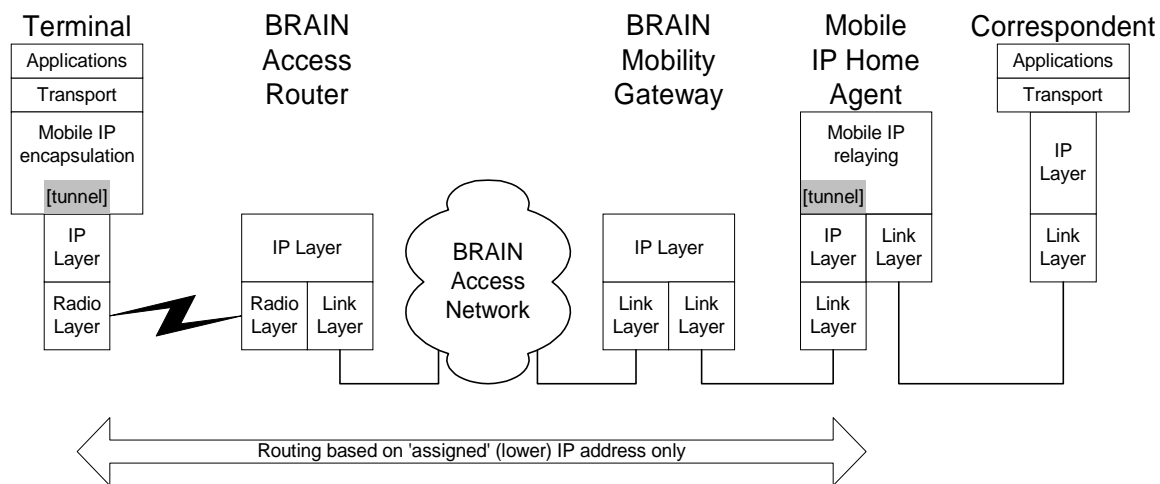 Terminal
BRAIN
Access
Router
BRAIN
Mobility
Gateway
Mobile
IP Home
Agent
Correspondent
Applications
Transport
Mobile IP
encapsulation
[tunnel]
IP
Layer
Radio
Layer
IP Layer
Radio
Layer
Link
Layer
BRAIN
Access
Network
IP Layer
Link
Layer
Link
Layer
Mobile IP
relaying
[tunnel]
IP
Layer
Link
Layer
Link
Layer
Applications
Transport
IP
Layer
Link
Layer
Routing based on 'assigned' (lower) IP address only